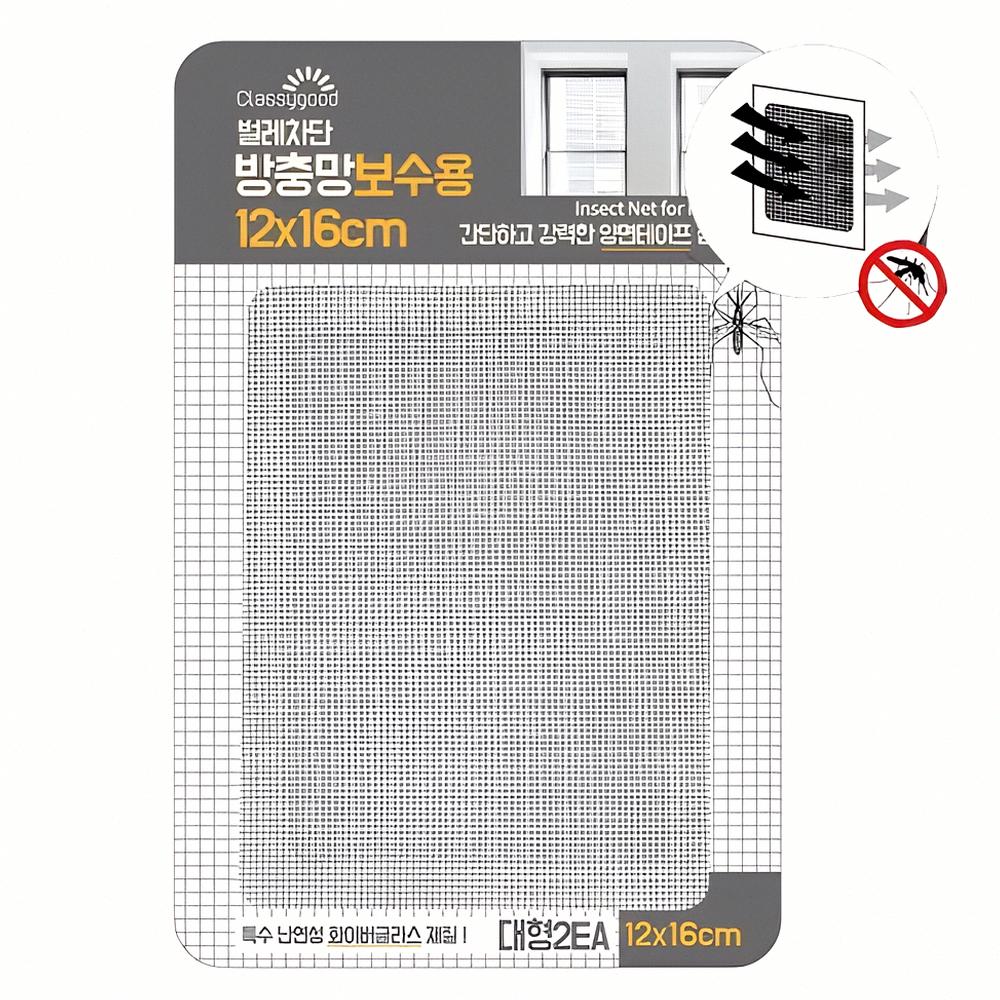 Classygood
벌레차단
방충망보수용
12x16cm
Insect Net for
간단하고 강력한 양면테이프
특수 난연성 화이버글라스 재질!
대형2EA
12x16cm